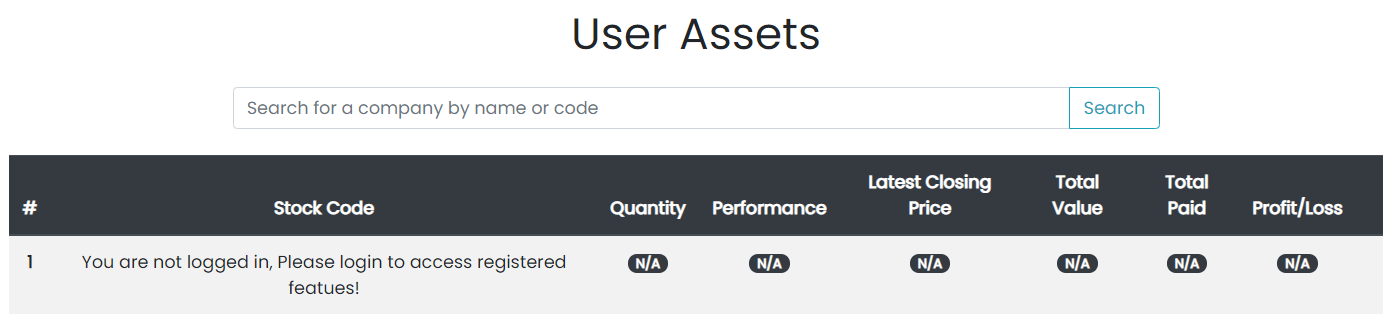 User Assets
Search for a company by name or code
Search
# Stock Code Quantity Performance Latest Closing Price Total Value Total Paid Profit/Loss
1 You are not logged in, Please login to access registered featues! N/A N/A N/A N/A N/A N/A